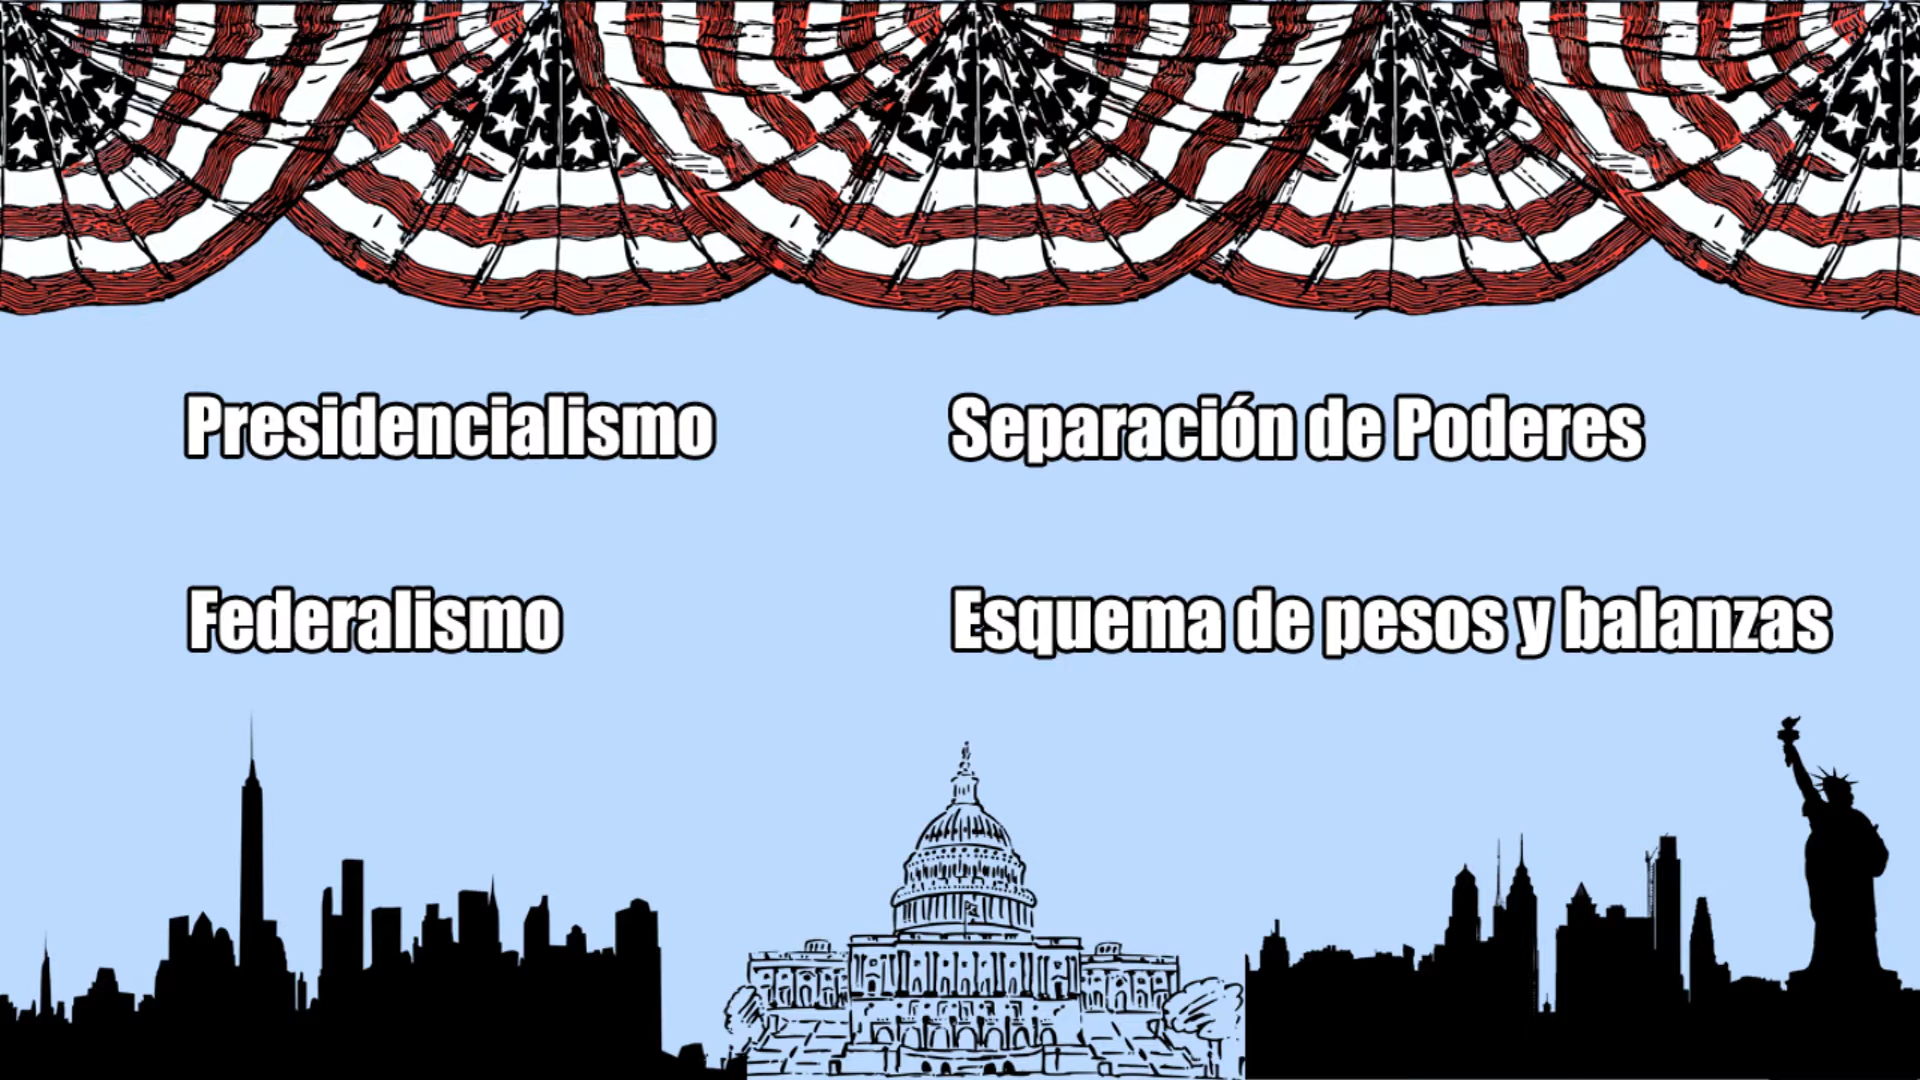 Presidencialismo
Separación de Poderes
Federalismo
Esquema de pesos y balanzas